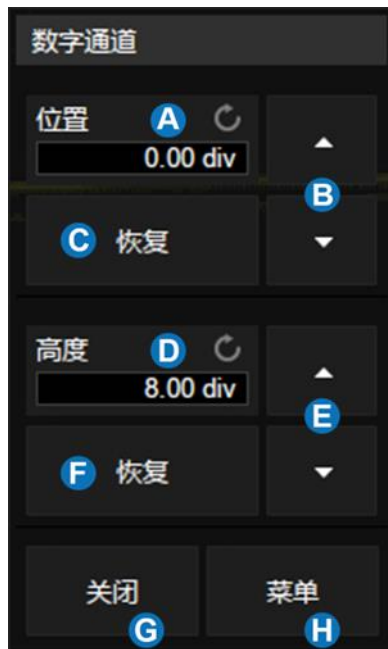 数字通道
位置 A
0.00 div
B
C 恢复
高度 D
8.00 div
E
F 恢复
关闭 菜单
G H